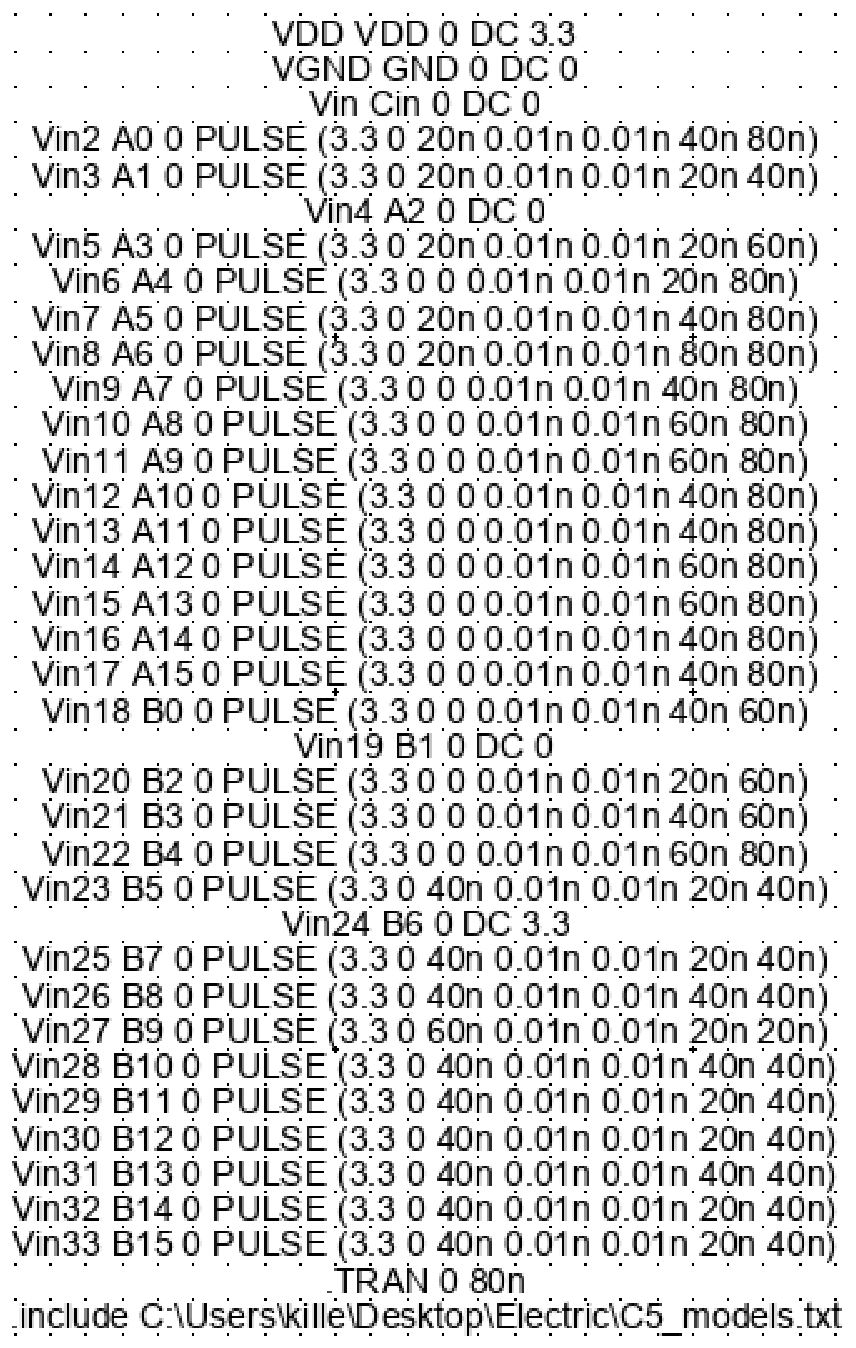 VDD VDD 0 DC 3.3
VGND GND 0 DC 0
Vin Cin 0 DC 0
Vin2 A0 0 PULSE (3.3 0 20n 0.01n 0.01n 40n 80n)
Vin3 A1 0 PULSE (3.3 0 20n 0.01n 0.01n 20n 40n)
Vin4 A2 0 DC 0
Vin5 A3 0 PULSE (3.3 0 20n 0.01n 0.01n 20n 60n)
Vin6 A4 0 PULSE (3.3 0 0 0.01n 0.01n 20n 80n)
Vin7 A5 0 PULSE (3.3 0 20n 0.01n 0.01n 40n 80n)
Vin8 A6 0 PULSE (3.3 0 20n 0.01n 0.01n 80n 80n)
Vin9 A7 0 PULSE (3.3 0 0 0.01n 0.01n 40n 80n)
Vin10 A8 0 PULSE (3.3 0 0 0.01n 0.01n 60n 80n)
Vin11 A9 0 PULSE (3.3 0 0 0.01n 0.01n 60n 80n)
Vin12 A10 0 PULSE (3.3 0 0 0.01n 0.01n 40n 80n)
Vin13 A11 0 PULSE (3.3 0 0 0.01n 0.01n 40n 80n)
Vin14 A12 0 PULSE (3.3 0 0 0.01n 0.01n 60n 80n)
Vin15 A13 0 PULSE (3.3 0 0 0.01n 0.01n 60n 80n)
Vin16 A14 0 PULSE (3.3 0 0 0.01n 0.01n 40n 80n)
Vin17 A15 0 PULSE (3.3 0 0 0.01n 0.01n 40n 80n)
Vin18 B0 0 PULSE (3.3 0 0 0.01n 0.01n 40n 60n)
Vin19 B1 0 DC 0
Vin20 B2 0 PULSE (3.3 0 0 0.01n 0.01n 20n 60n)
Vin21 B3 0 PULSE (3.3 0 0 0.01n 0.01n 40n 60n)
Vin22 B4 0 PULSE (3.3 0 0 0.01n 0.01n 60n 80n)
Vin23 B5 0 PULSE (3.3 0 40n 0.01n 0.01n 20n 40n)
Vin24 B6 0 DC 3.3
Vin25 B7 0 PULSE (3.3 0 40n 0.01n 0.01n 20n 40n)
Vin26 B8 0 PULSE (3.3 0 40n 0.01n 0.01n 40n 40n)
Vin27 B9 0 PULSE (3.3 0 60n 0.01n 0.01n 20n 20n)
Vin28 B10 0 PULSE (3.3 0 40n 0.01n 0.01n 40n 40n)
Vin29 B11 0 PULSE (3.3 0 40n 0.01n 0.01n 20n 40n)
Vin30 B12 0 PULSE (3.3 0 40n 0.01n 0.01n 20n 40n)
Vin31 B13 0 PULSE (3.3 0 40n 0.01n 0.01n 40n 40n)
Vin32 B14 0 PULSE (3.3 0 40n 0.01n 0.01n 20n 40n)
Vin33 B15 0 PULSE (3.3 0 40n 0.01n 0.01n 20n 40n)
.TRAN 0 80n
.include C:\Users\kille\Desktop\Electric\C5_models.txt